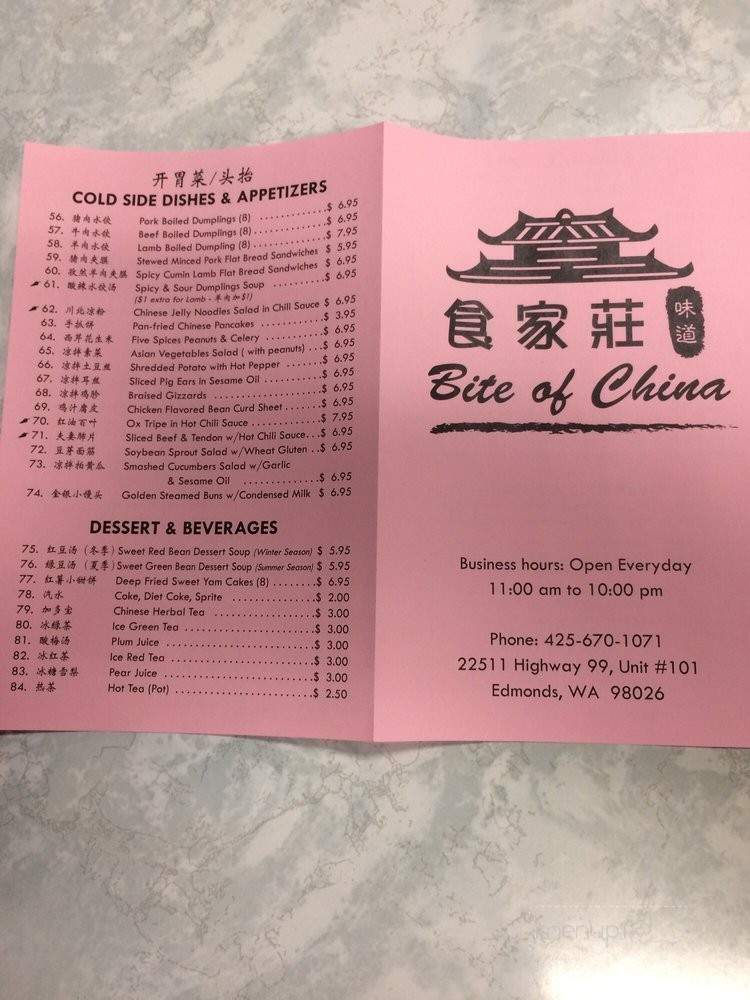 开胃菜/头抬
COLD SIDE DISHES & APPETIZERS
56. 猪肉水饺 Pork Boiled Dumplings (8) $ 6.95
57. 牛肉水饺 Beef Boiled Dumplings (8) $ 6.95
58. 羊肉水饺 Lamb Boiled Dumpling (8) $ 7.95
59. 猪肉夹膜 Stewed Minced Pork Flat Bread Sandwiches $ 5.95
60. 孜然羊肉夹膜 Spicy Cumin Lamb Flat Bread Sandwiches $ 6.95
61. 酸辣水饺汤 Spicy & Sour Dumplings Soup $ 6.95
($1 extra for Lamb - 羊肉加$1)
62. 川北凉粉 Chinese Jelly Noodles Salad in Chili Sauce $ 6.95
63. 手抓饼 Pan-fried Chinese Pancakes $ 3.95
64. 西芹花生米 Five Spices Peanuts & Celery $ 6.95
65. 凉拌素菜 Asian Vegetables Salad ( with peanuts) $ 6.95
66. 凉拌土豆丝 Shredded Potato with Hot Pepper $ 6.95
67. 凉拌耳丝 Sliced Pig Ears in Sesame Oil $ 6.95
68. 凉拌鸡胗 Braised Gizzards $ 6.95
69. 鸡汁腐皮 Chicken Flavored Bean Curd Sheet $ 6.95
70. 红油百叶 Ox Tripe in Hot Chili Sauce $ 7.95
71. 夫妻肺片 Sliced Beef & Tendon w/Hot Chili Sauce $ 6.95
72. 豆芽面筋 Soybean Sprout Salad w/Wheat Gluten $ 6.95
73. 凉拌拍黄瓜 Smashed Cucumbers Salad w/Garlic
& Sesame Oil $ 6.95
74. 金银小馒头 Golden Steamed Buns w/Condensed Milk $ 6.95
DESSERT & BEVERAGES
75. 红豆汤 (冬季) Sweet Red Bean Dessert Soup (Winter Season) $ 5.95
76. 绿豆汤 (夏季) Sweet Green Bean Dessert Soup (Summer Season) $ 5.95
77. 红薯小甜饼 Deep Fried Sweet Yam Cakes (8) $ 6.95
78. 汽水 Coke, Diet Coke, Sprite $ 2.00
79. 加多宝 Chinese Herbal Tea $ 3.00
80. 冰绿茶 Ice Green Tea $ 3.00
81. 酸梅汤 Plum Juice $ 3.00
82. 冰红茶 Ice Red Tea $ 3.00
83. 冰糖雪梨 Pear Juice $ 3.00
84. 热茶 Hot Tea (Pot) $ 2.50
食家莊
味道
Bite of China
Business hours: Open Everyday
11:00 am to 10:00 pm
Phone: 425-670-1071
22511 Highway 99, Unit #101
Edmonds, WA 98026